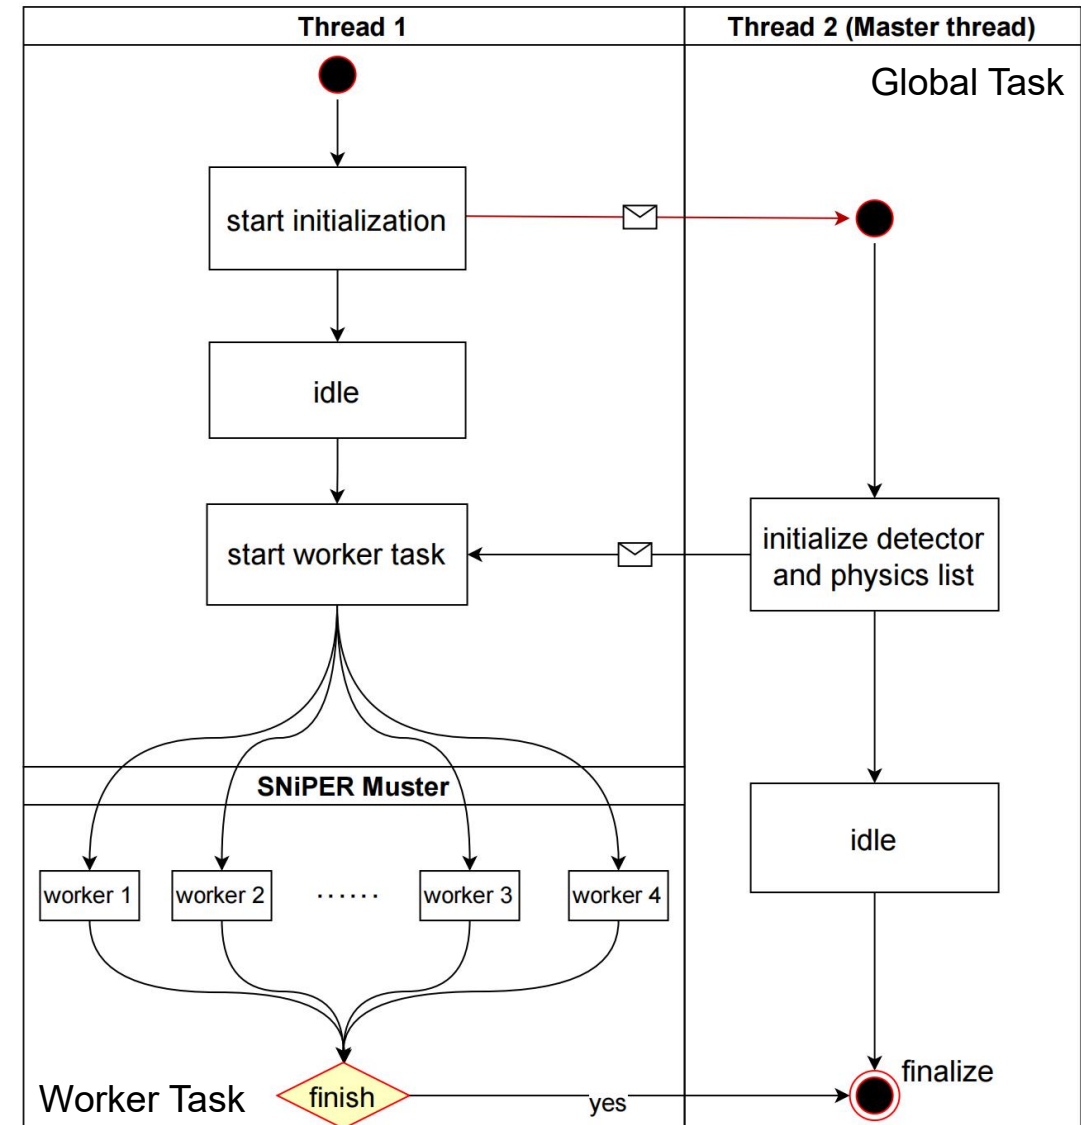 Thread 1
Thread 2 (Master thread)
Global Task
start initialization
idle
start worker task
initialize detector
and physics list
SNiPER Muster
idle
worker 1
worker 2
......
worker 3
worker 4
finalize
Worker Task
finish
yes